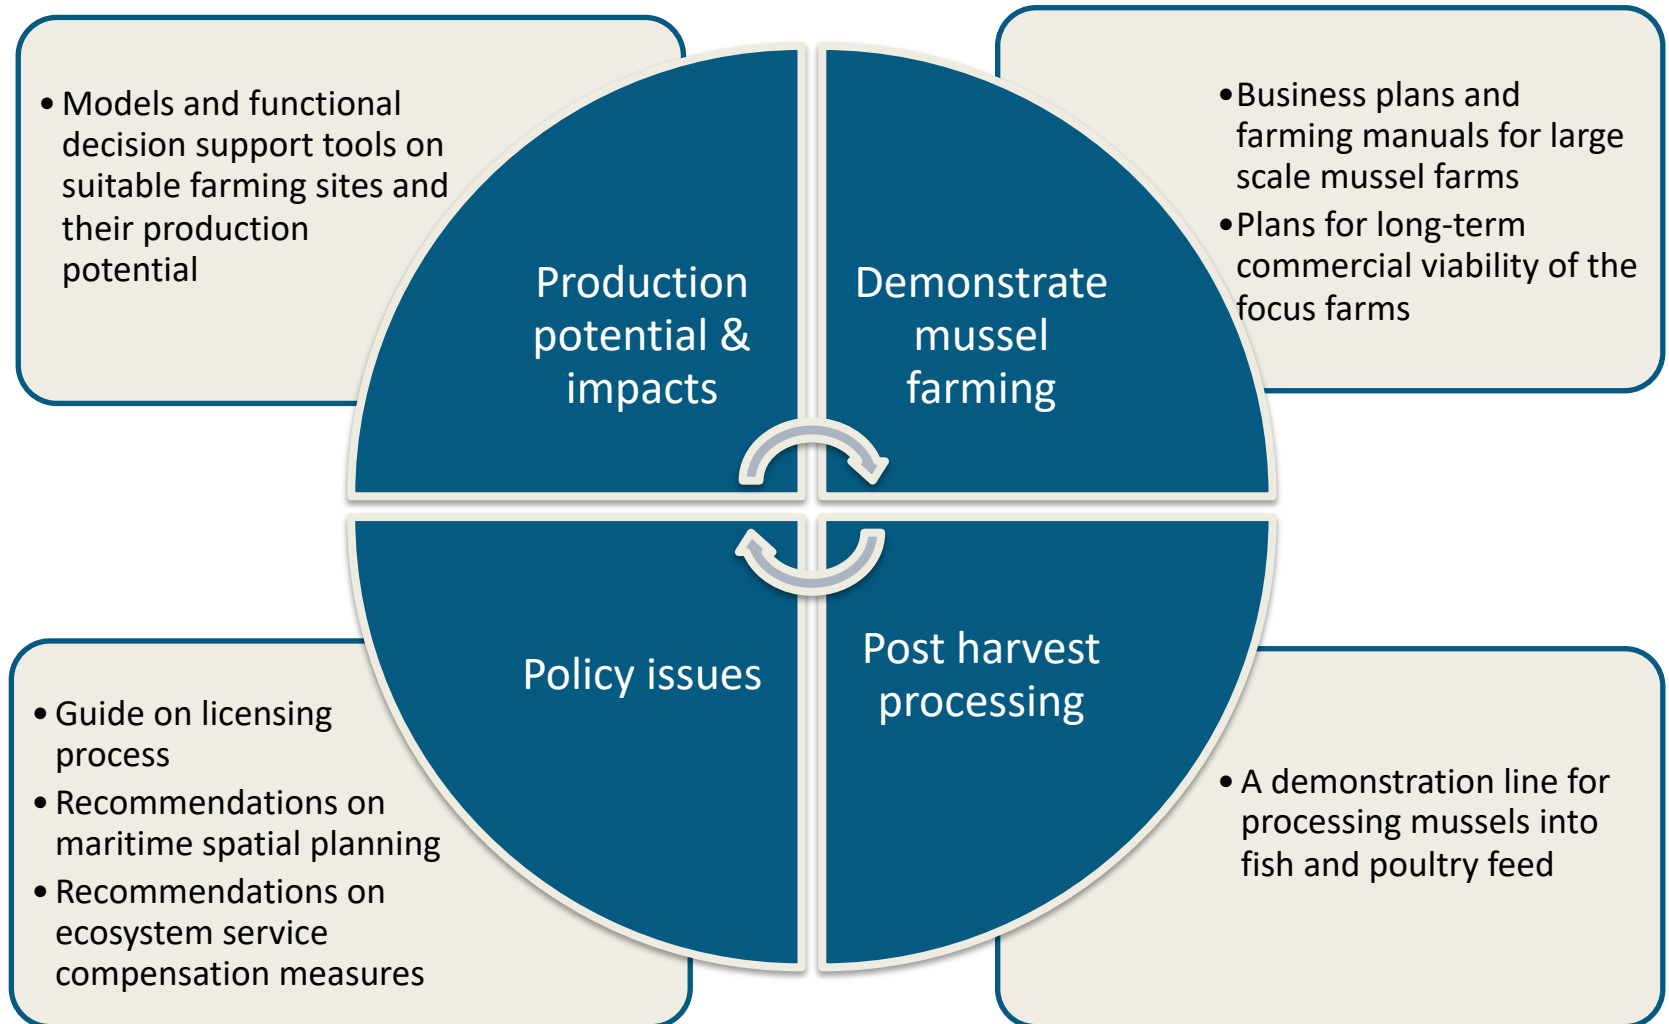 • Models and functional
decision support tools on
suitable farming sites and
their production
potential
Production
potential &
impacts
Demonstrate
mussel
farming
•Business plans and
farming manuals for large
scale mussel farms
•Plans for long-term
commercial viability of the
focus farms
• Guide on licensing
process
• Recommendations on
maritime spatial planning
• Recommendations on
ecosystem service
compensation measures
Policy issues
Post harvest
processing
• A demonstration line for
processing mussels into
fish and poultry feed